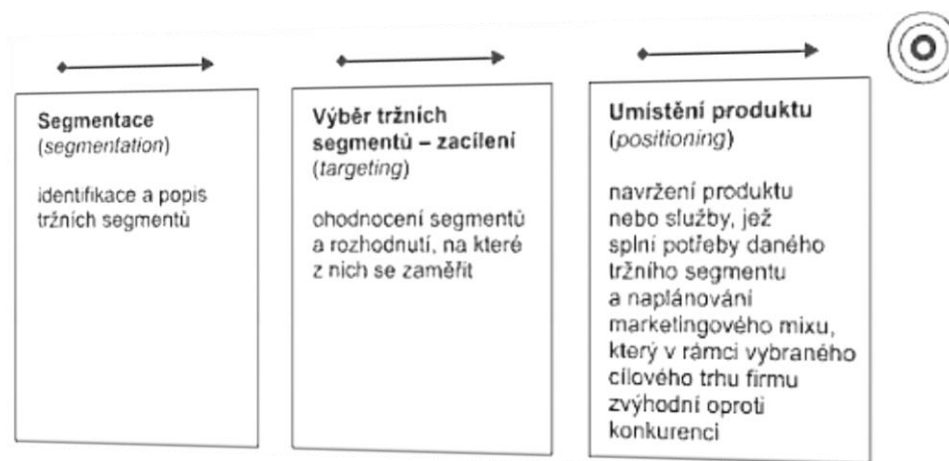 Segmentace
(segmentation)
identifikace a popis
tržních segmentů
Výběr tržních
segmentů – zacílení
(targeting)
ohodnocení segmentů
a rozhodnutí, na které
z nich se zaměřit
Umístění produktu
(positioning)
navržení produktu
nebo služby, jež
splní potřeby daného
tržního segmentu
a naplánování
marketingového mixu,
který v rámci vybraného
cílového trhu firmu
zvýhodní oproti
konkurenci